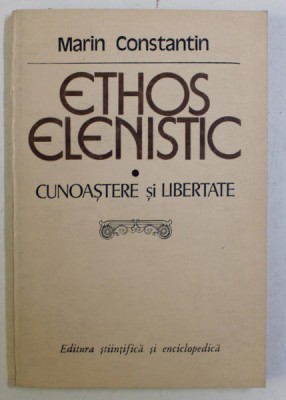 Marin Constantin
ETHOS
ELENISTIC
•
CUNOAȘTERE și LIBERTATE
Editura științifică și enciclopedică